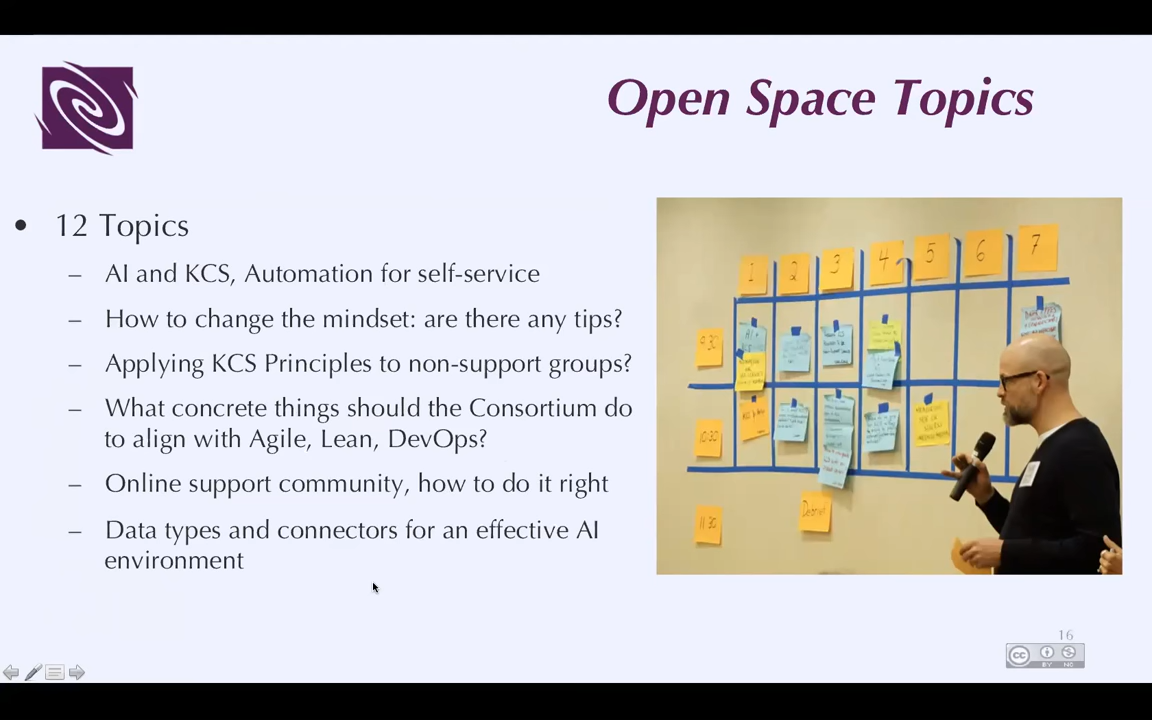 Open Space Topics
• 12 Topics
– AI and KCS, Automation for self-service
– How to change the mindset: are there any tips?
– Applying KCS Principles to non-support groups?
– What concrete things should the Consortium do
to align with Agile, Lean, DevOps?
– Online support community, how to do it right
– Data types and connectors for an effective AI
environment
1 2 3 4 5 6 7
9:30
10:30
11:30
16
CC
BY NC